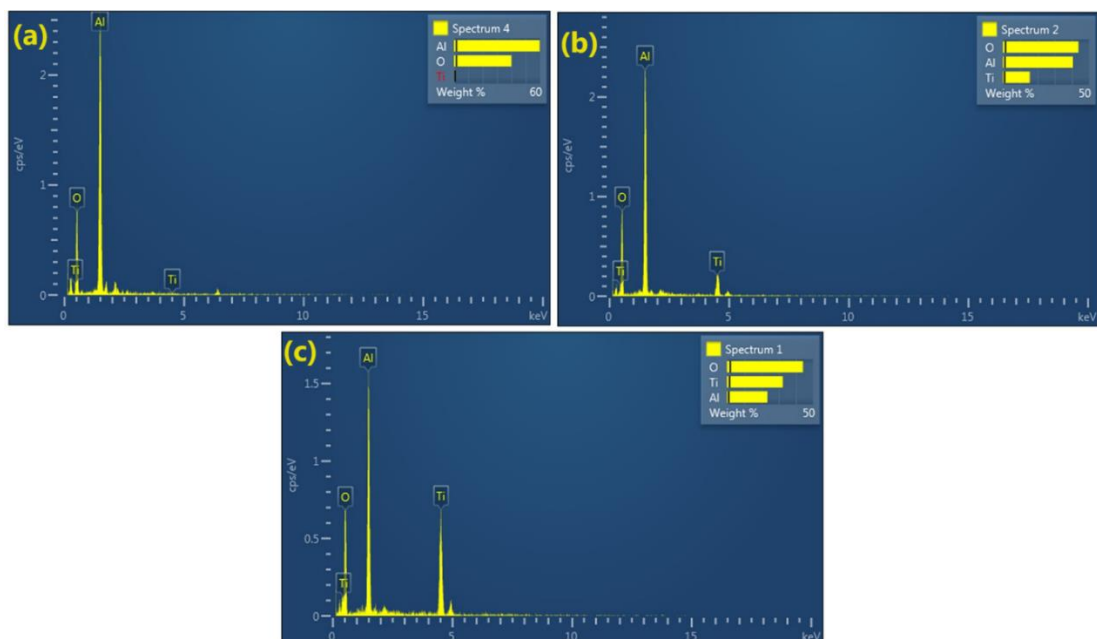 (a)
cps/eV
2
1
0
Al
O
Ti
Ti
0
5
10
15
keV
Spectrum 4
Al
O
Ti
Weight % 60
(b)
cps/eV
2
1
0
Al
O
Ti
Ti
0
5
10
15
keV
Spectrum 2
O
Al
Ti
Weight % 50
(c)
cps/eV
1.5
1
0.5
0
Al
O
Ti
Ti
0
5
10
15
keV
Spectrum 1
O
Ti
Al
Weight % 50